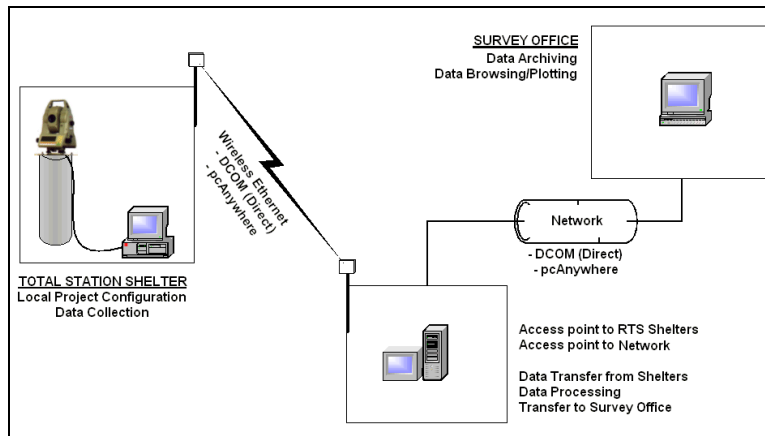 SURVEY OFFICE
Data Archiving
Data Browsing/Plotting
Wireless Ethernet
- DCOM (Direct)
- pcAnywhere
Network
- DCOM (Direct)
- pcAnywhere
TOTAL STATION SHELTER
Local Project Configuration
Data Collection
Access point to RTS Shelters
Access point to Network
Data Transfer from Shelters
Data Processing
Transfer to Survey Office